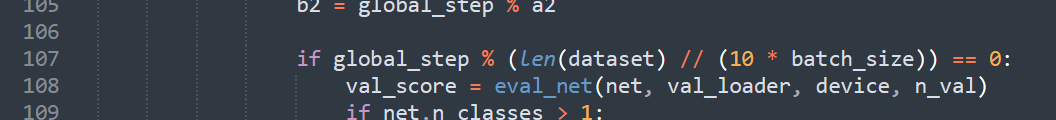 105 b2 = global_step % a2
106
107 if global_step % (len(dataset) // (10 * batch_size)) == 0:
108 val_score = eval_net(net, val_loader, device, n_val)
109 if net.n_classes > 1: